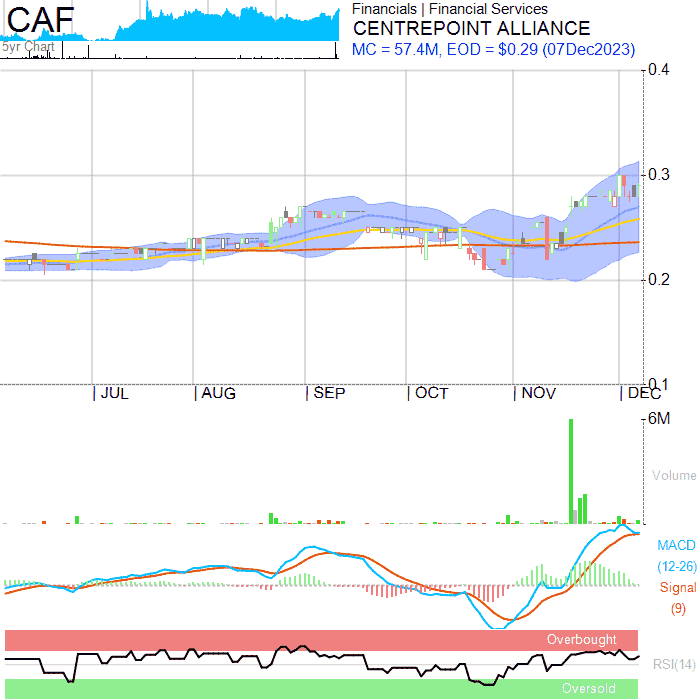 CAF
Financials | Financial Services
CENTREPOINT ALLIANCE
5yr Chart
MC = 57.4M, EOD = $0.29 (07Dec2023)
0.4
0.3
0.2
0.1
JUL AUG SEP OCT NOV DEC
6M
Volume
MACD
(12-26)
Signal
(9)
Overbought
RSI(14)
Oversold